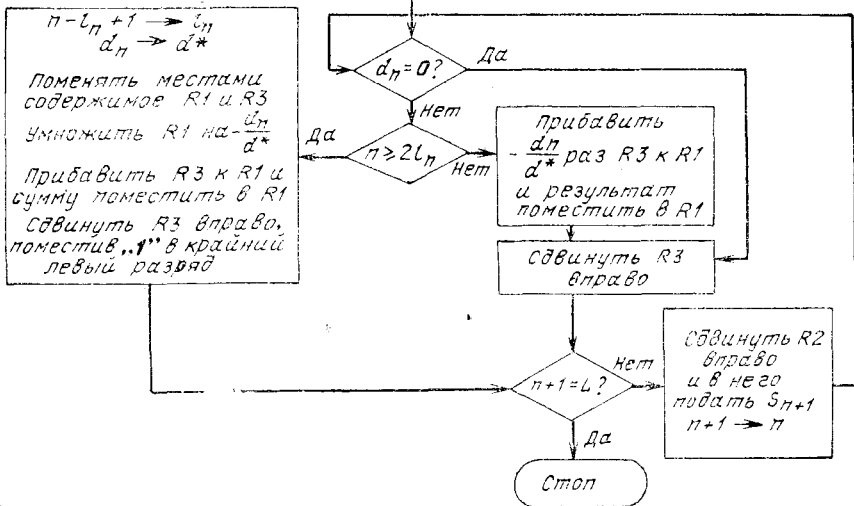 n-l_n+1 → l_n
d_n → d*
Поменять местами
содержимое R1 и R3
Умножить R1 на -d_n/d*
Прибавить R3 к R1 и
сумму поместить в R1
Сдвинуть R3 вправо,
поместив „1” в крайний
левый разряд
d_n=0?
Да
Нет
n≥2l_n
Да
Нет
Прибавить
-d_n/d* раз R3 к R1
и результат
поместить в R1
Сдвинуть R3
вправо
n+1=L?
Нет
Да
Сдвинуть R2
вправо
и в него
подать S_n+1
n+1 → n
Стоп